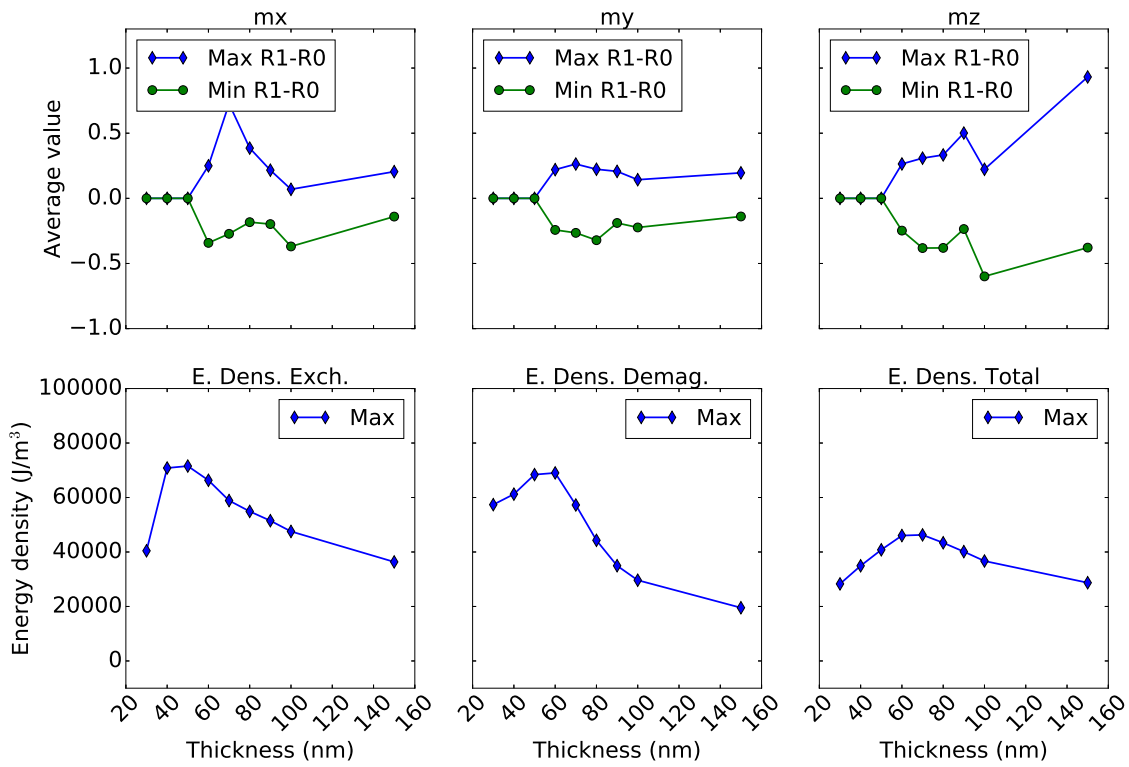 mx
my
mz
Max R1-R0
Min R1-R0
Max R1-R0
Min R1-R0
Max R1-R0
Min R1-R0
1.0
0.5
0.0
−0.5
−1.0
Average value
E. Dens. Exch.
E. Dens. Demag.
E. Dens. Total
Max
Max
Max
100000
80000
60000
40000
20000
0
Energy density (J/m³)
20 40 60 80 100 120 140 160
20 40 60 80 100 120 140 160
20 40 60 80 100 120 140 160
Thickness (nm)
Thickness (nm)
Thickness (nm)